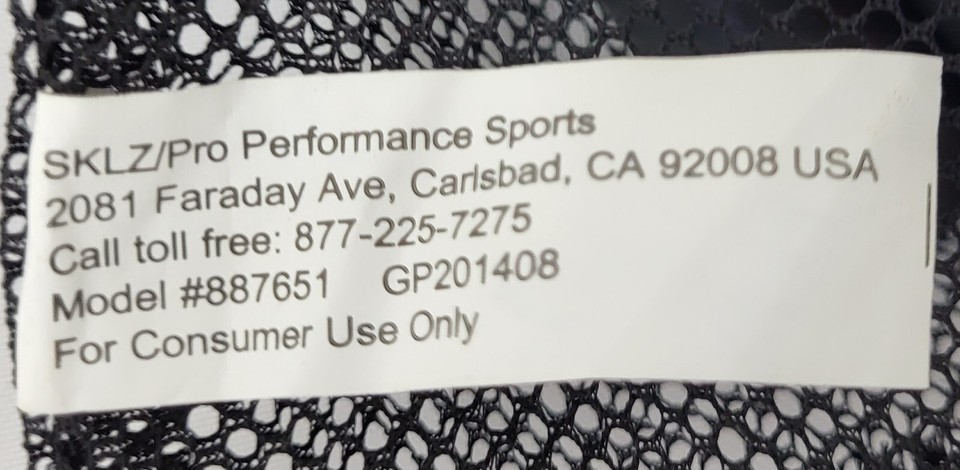 SKLZ/Pro Performance Sports
2081 Faraday Ave, Carlsbad, CA 92008 USA
Call toll free: 877-225-7275
Model #887651 GP201408
For Consumer Use Only